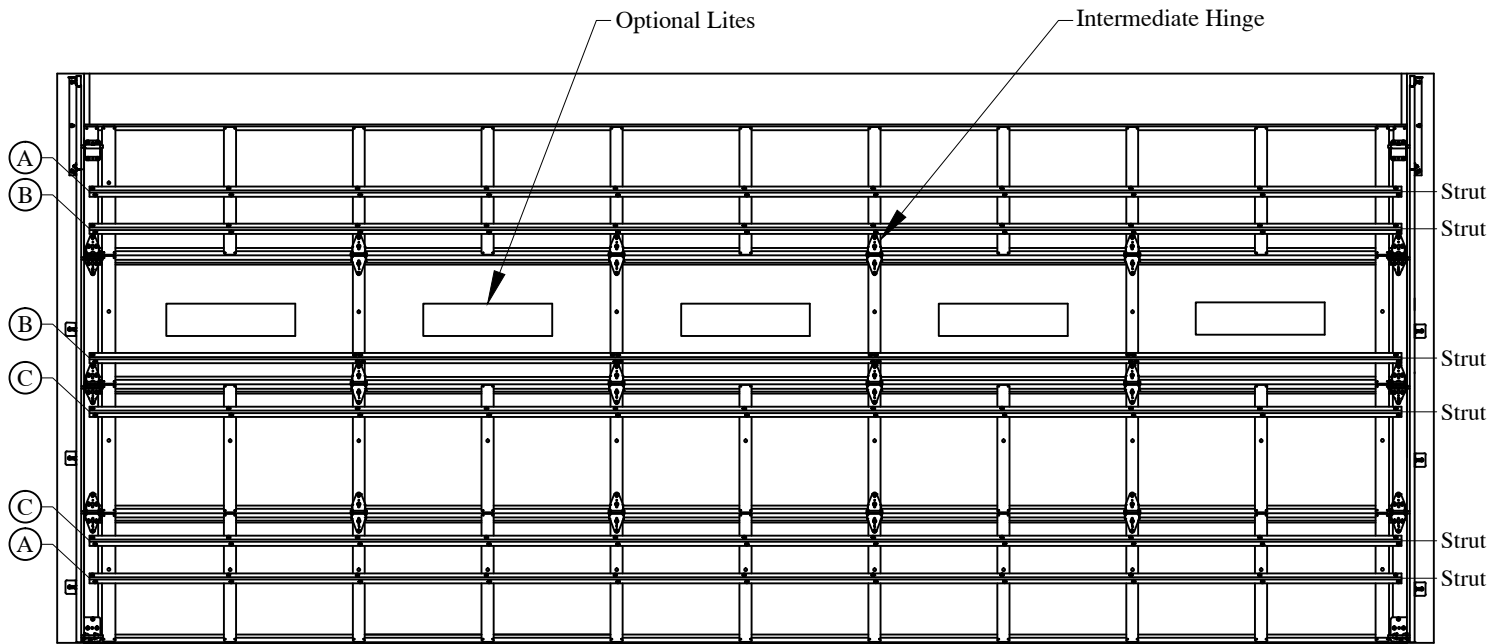 Optional Lites
Intermediate Hinge
A
Strut
B
Strut
B
Strut
C
Strut
C
Strut
A
Strut